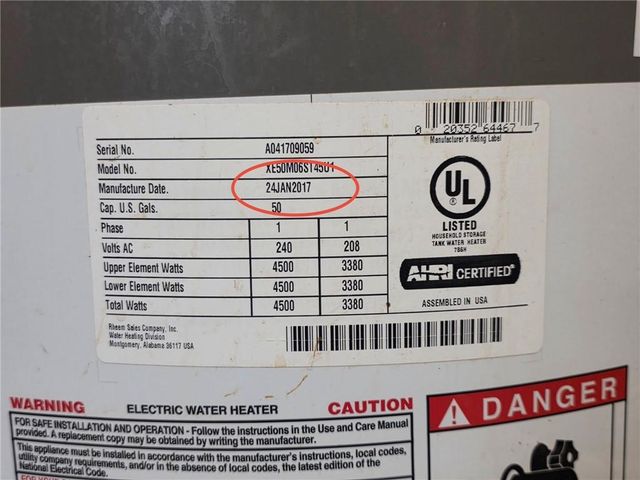 0 20352 64467 7
Manufacturer's Rating Label
Serial No. A041709059
Model No. XE50M06ST45U1
Manufacture Date. 24JAN2017
Cap. U.S. Gals. 50
Phase 1 1
Volts AC 240 208
Upper Element Watts 4500 3380
Lower Element Watts 4500 3380
Total Watts 4500 3380
Rheem Sales Company, Inc.
Water Heating Division
Montgomery, Alabama 36117 USA
UL
LISTED
HOUSEHOLD STORAGE
TANK WATER HEATER
786H
AHRI CERTIFIED®
ASSEMBLED IN USA
WARNING ELECTRIC WATER HEATER CAUTION
FOR SAFE INSTALLATION AND OPERATION - Follow the instructions in the Use and Care Manual
provided. A replacement copy may be obtained by writing the manufacturer.
This appliance must be installed in accordance with these instructions, local codes,
utility company requirements, and/or in the absence of local codes, the latest edition of the
National Electrical Code.
DANGER